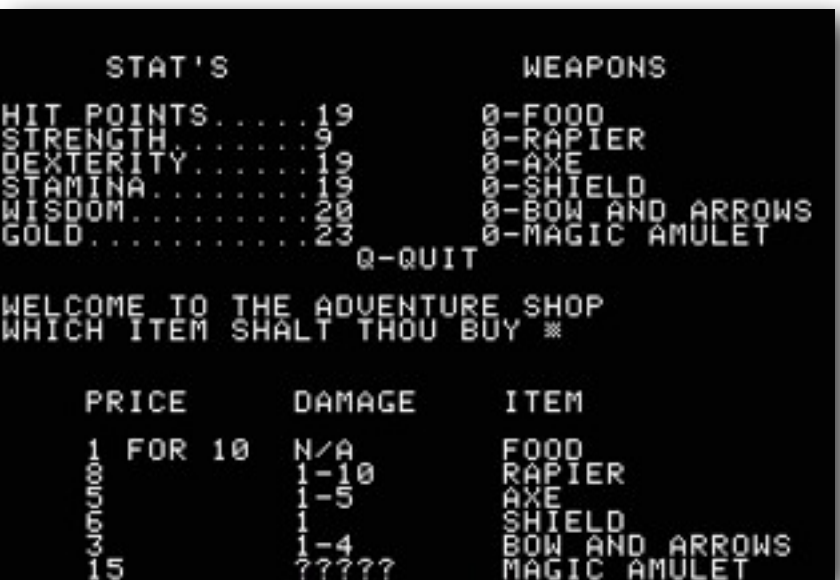 STAT'S WEAPONS
HIT POINTS.....19 0-FOOD
STRENGTH.......9 0-RAPIER
DEXTERITY......19 0-AXE
STAMINA........19 0-SHIELD
WISDOM.........20 0-BOW AND ARROWS
GOLD...........23 0-MAGIC AMULET
Q-QUIT
WELCOME TO THE ADVENTURE SHOP
WHICH ITEM SHALT THOU BUY
PRICE DAMAGE ITEM
1 FOR 10 N/A FOOD
8 1-10 RAPIER
5 1-5 AXE
6 1 SHIELD
3 1-4 BOW AND ARROWS
15 ????? MAGIC AMULET